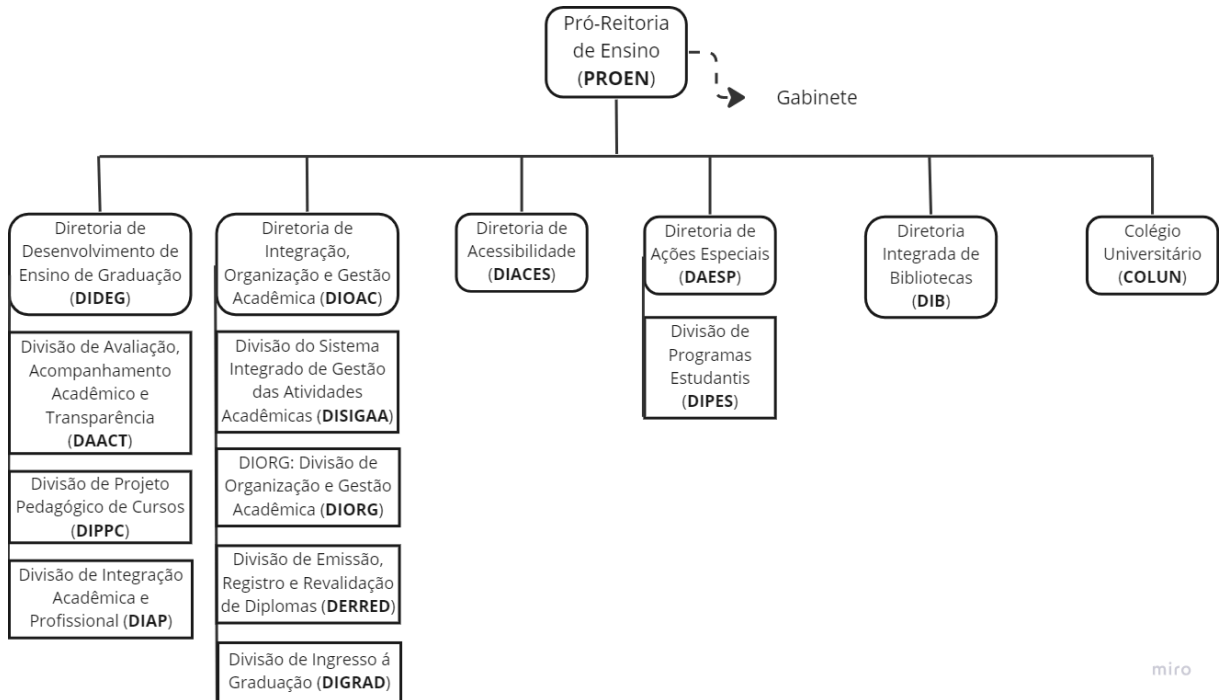 Pró-Reitoria
de Ensino
(PROEN)
Gabinete
Diretoria de
Desenvolvimento de
Ensino de Graduação
(DIDEG)
Divisão de Avaliação,
Acompanhamento
Acadêmico e
Transparência
(DAACT)
Divisão de Projeto
Pedagógico de Cursos
(DIPPC)
Divisão de Integração
Acadêmica e
Profissional (DIAP)
Diretoria de
Integração,
Organização e Gestão
Acadêmica (DIOAC)
Divisão do Sistema
Integrado de Gestão
das Atividades
Acadêmicas (DISIGAA)
DIORG: Divisão de
Organização e Gestão
Acadêmica (DIORG)
Divisão de Emissão,
Registro e Revalidação
de Diplomas (DERRED)
Divisão de Ingresso á
Graduação (DIGRAD)
Diretoria de
Acessibilidade
(DIACES)
Diretoria de
Ações Especiais
(DAESP)
Divisão de
Programas
Estudantis
(DIPES)
Diretoria
Integrada de
Bibliotecas
(DIB)
Colégio
Universitário
(COLUN)
miro